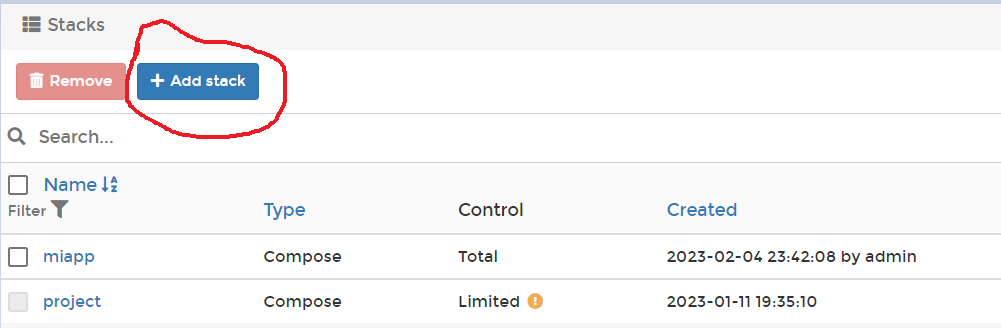 Stacks
Remove
Add stack
Search...
Name
Filter
Type
Control
Created
miapp
Compose
Total
2023-02-04 23:42:08 by admin
project
Compose
Limited
2023-01-11 19:35:10